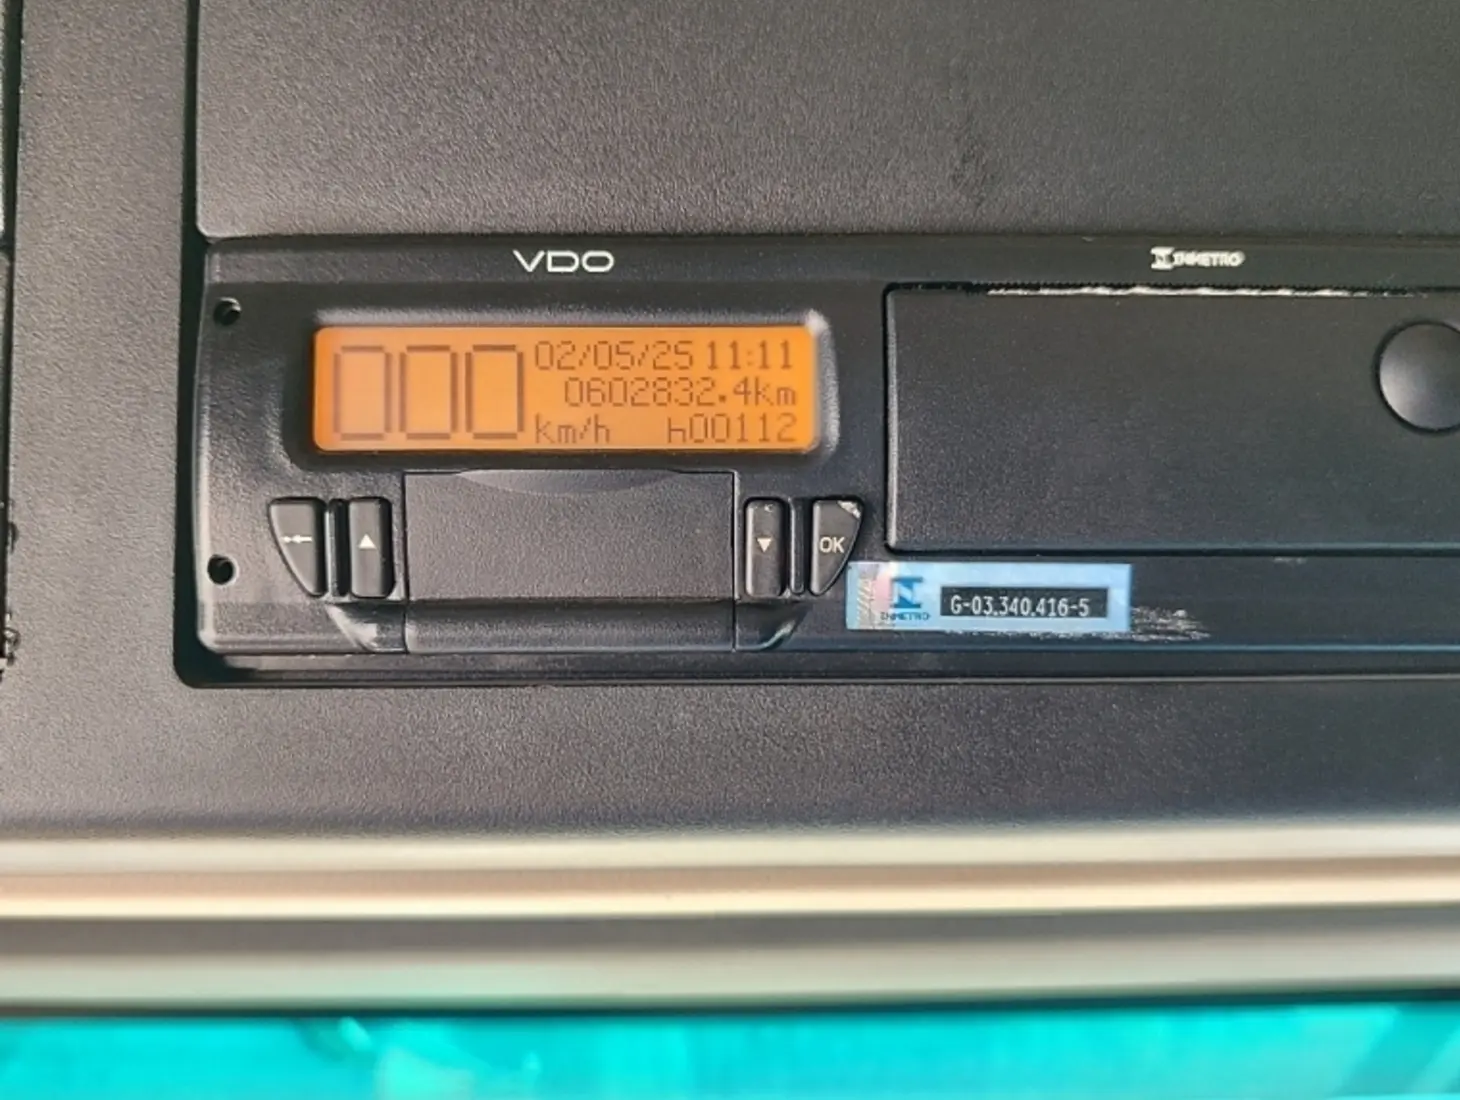 VDO
INMETRO
000
02/05/25 11:11
0602832.4km
km/h h00112
OK
INMETRO
G-03.340.416-5